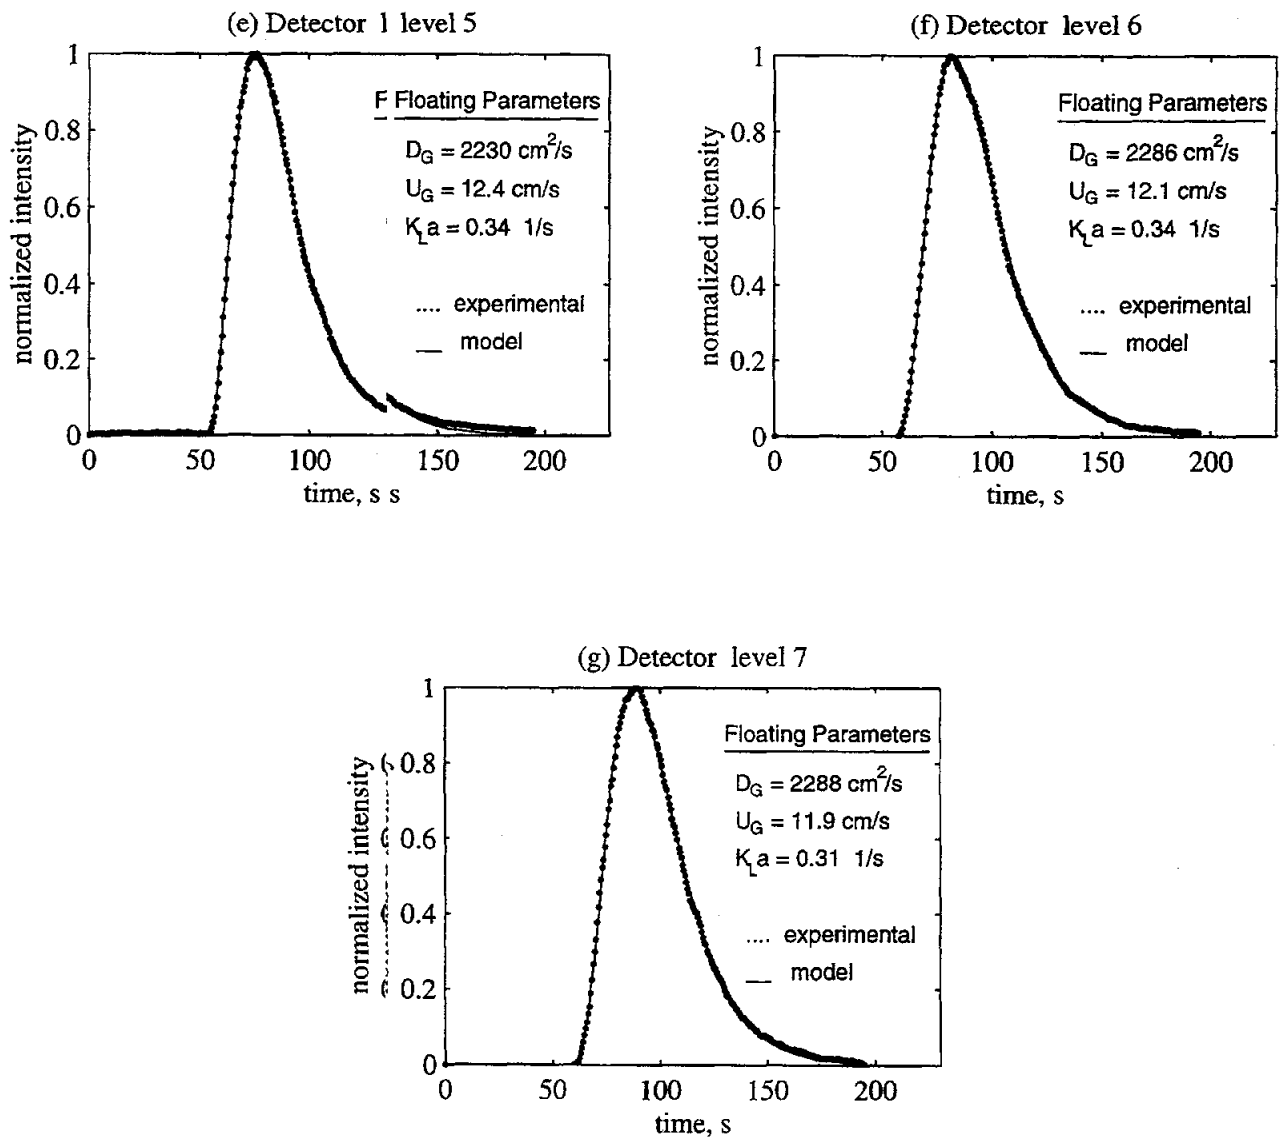 (e) Detector 1 level 5
1
0.8
0.6
0.4
0.2
0
normalized intensity
F Floating Parameters
D_G = 2230 cm²/s
U_G = 12.4 cm/s
K_La = 0.34 1/s
.... experimental
__ model
0 50 100 150 200
time, s s
(f) Detector level 6
1
0.8
0.6
0.4
0.2
0
normalized intensity
Floating Parameters
D_G = 2286 cm²/s
U_G = 12.1 cm/s
K_La = 0.34 1/s
.... experimental
__ model
0 50 100 150 200
time, s
(g) Detector level 7
1
0.8
0.6
0.4
0.2
0
normalized intensity
Floating Parameters
D_G = 2288 cm²/s
U_G = 11.9 cm/s
K_La = 0.31 1/s
.... experimental
__ model
0 50 100 150 200
time, s